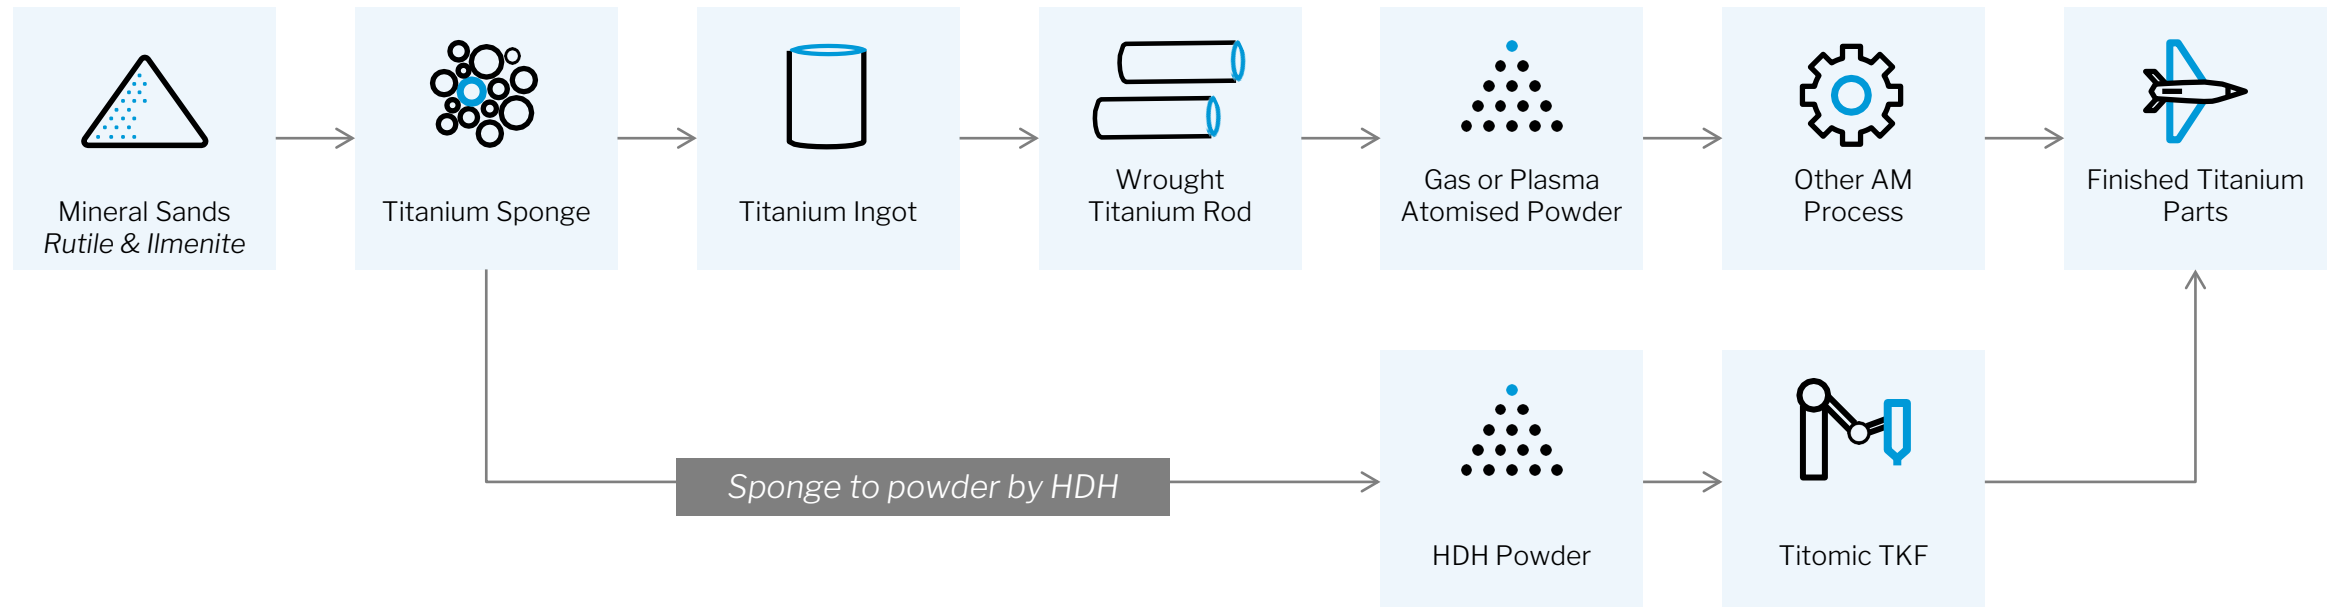 Mineral Sands
Rutile & Ilmenite
Titanium Sponge
Titanium Ingot
Wrought
Titanium Rod
Gas or Plasma
Atomised Powder
Other AM
Process
Finished Titanium
Parts
Sponge to powder by HDH
HDH Powder
Titomic TKF